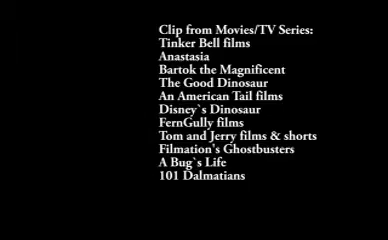 Clip from Movies/TV Series:
Tinker Bell films
Anastasia
Bartok the Magnificent
The Good Dinosaur
An American Tail films
Disney`s Dinosaur
FernGully films
Tom and Jerry films & shorts
Filmation's Ghostbusters
A Bug`s Life
101 Dalmatians